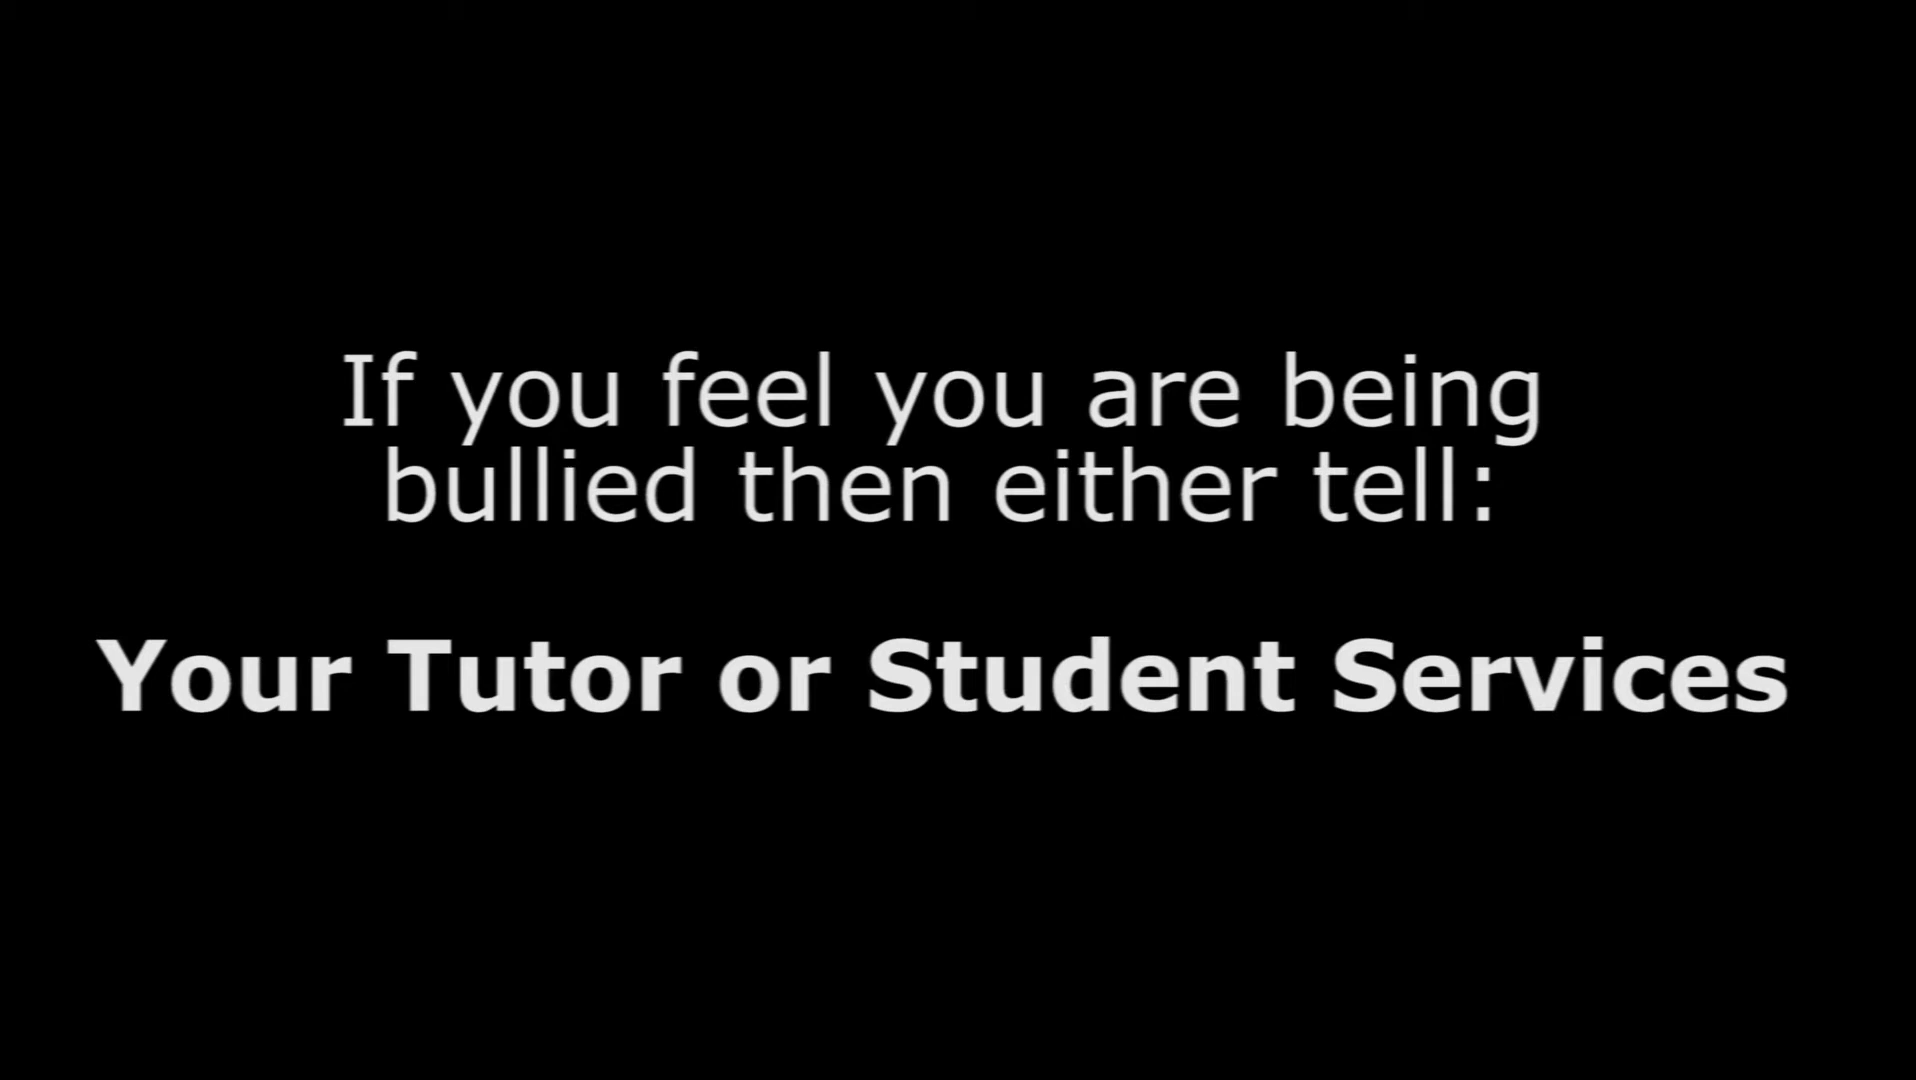 If you feel you are being
bullied then either tell:
Your Tutor or Student Services